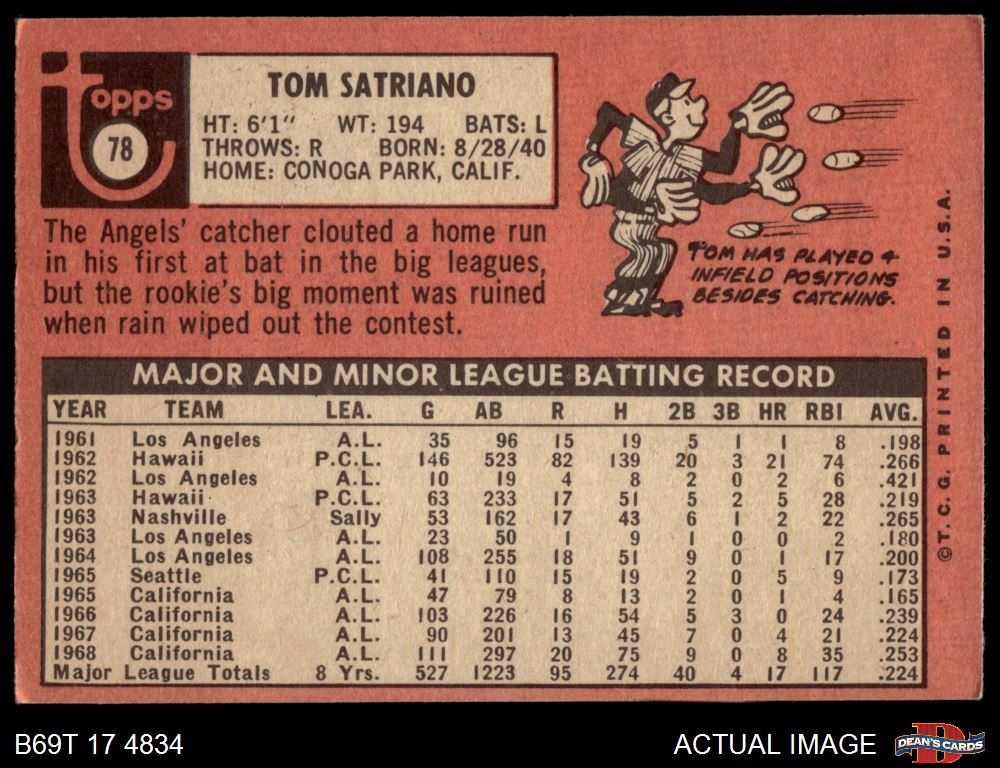 Topps
78
TOM SATRIANO
HT: 6'1" WT: 194 BATS: L
THROWS: R BORN: 8/28/40
HOME: CONOGA PARK, CALIF.
The Angels' catcher clouted a home run
in his first at bat in the big leagues,
but the rookie's big moment was ruined
when rain wiped out the contest.
TOM HAS PLAYED 4
INFIELD POSITIONS
BESIDES CATCHING.
MAJOR AND MINOR LEAGUE BATTING RECORD
YEAR TEAM LEA. G AB R H 2B 3B HR RBI AVG.
1961 Los Angeles A.L. 35 96 15 19 5 1 1 8 .198
1962 Hawaii P.C.L. 146 523 82 139 20 3 21 74 .266
1962 Los Angeles A.L. 10 19 4 8 2 0 2 6 .421
1963 Hawaii P.C.L. 63 233 17 51 5 2 5 28 .219
1963 Nashville Sally 53 162 17 43 6 1 2 22 .265
1963 Los Angeles A.L. 23 50 1 9 1 0 0 2 .180
1964 Los Angeles A.L. 108 255 18 51 9 0 1 17 .200
1965 Seattle P.C.L. 41 110 15 19 2 0 5 9 .173
1965 California A.L. 47 79 8 13 2 0 1 4 .165
1966 California A.L. 103 226 16 54 5 3 0 24 .239
1967 California A.L. 90 201 13 45 7 0 4 21 .224
1968 California A.L. 111 297 20 75 9 0 8 35 .253
Major League Totals 8 Yrs. 527 1223 95 274 40 4 17 117 .224
©T. C. G. PRINTED IN U.S.A.
B69T 17 4834
ACTUAL IMAGE
D
DEAN'S CARDS